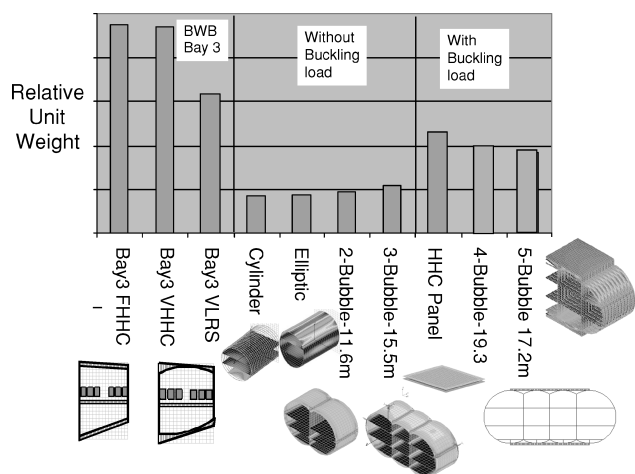 BWB
Bay 3
Without
Buckling
load
With
Buckling
load
Relative
Unit
Weight
Bay3 FHHC
Bay3 VHHC
Bay3 VLRS
Cylinder
Elliptic
2-Bubble-11.6m
3-Bubble-15.5m
HHC Panel
4-Bubble-19.3
5-Bubble 17.2m